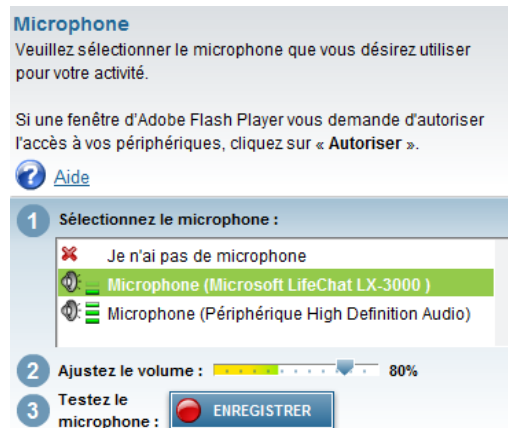 Microphone
Veuillez sélectionner le microphone que vous désirez utiliser
pour votre activité.
Si une fenêtre d'Adobe Flash Player vous demande d'autoriser
l'accès à vos périphériques, cliquez sur « Autoriser ».
Aide
1 Sélectionnez le microphone :
Je n'ai pas de microphone
Microphone (Microsoft LifeChat LX-3000 )
Microphone (Périphérique High Definition Audio)
2 Ajustez le volume : 80%
3 Testez le
microphone : ENREGISTRER